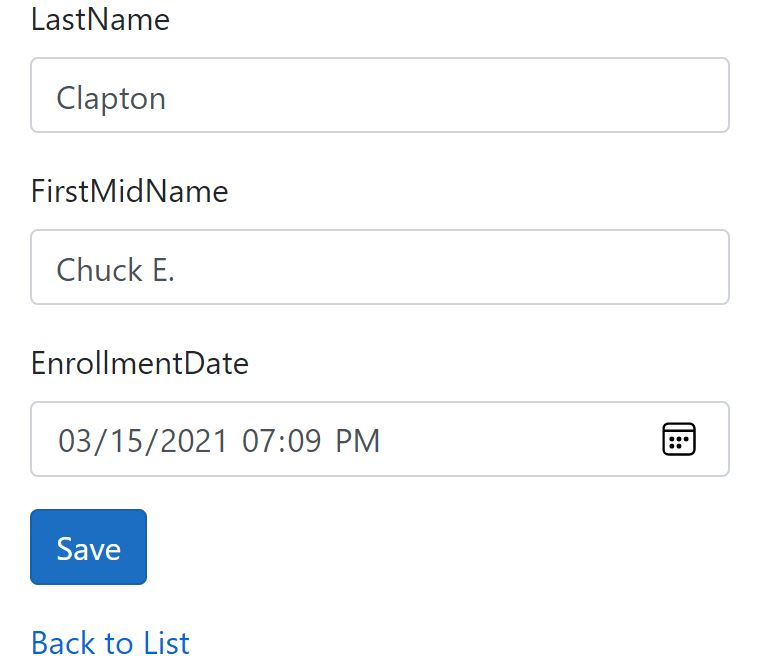 LastName
Clapton
FirstMidName
Chuck E.
EnrollmentDate
03/15/2021 07:09 PM
Save
Back to List